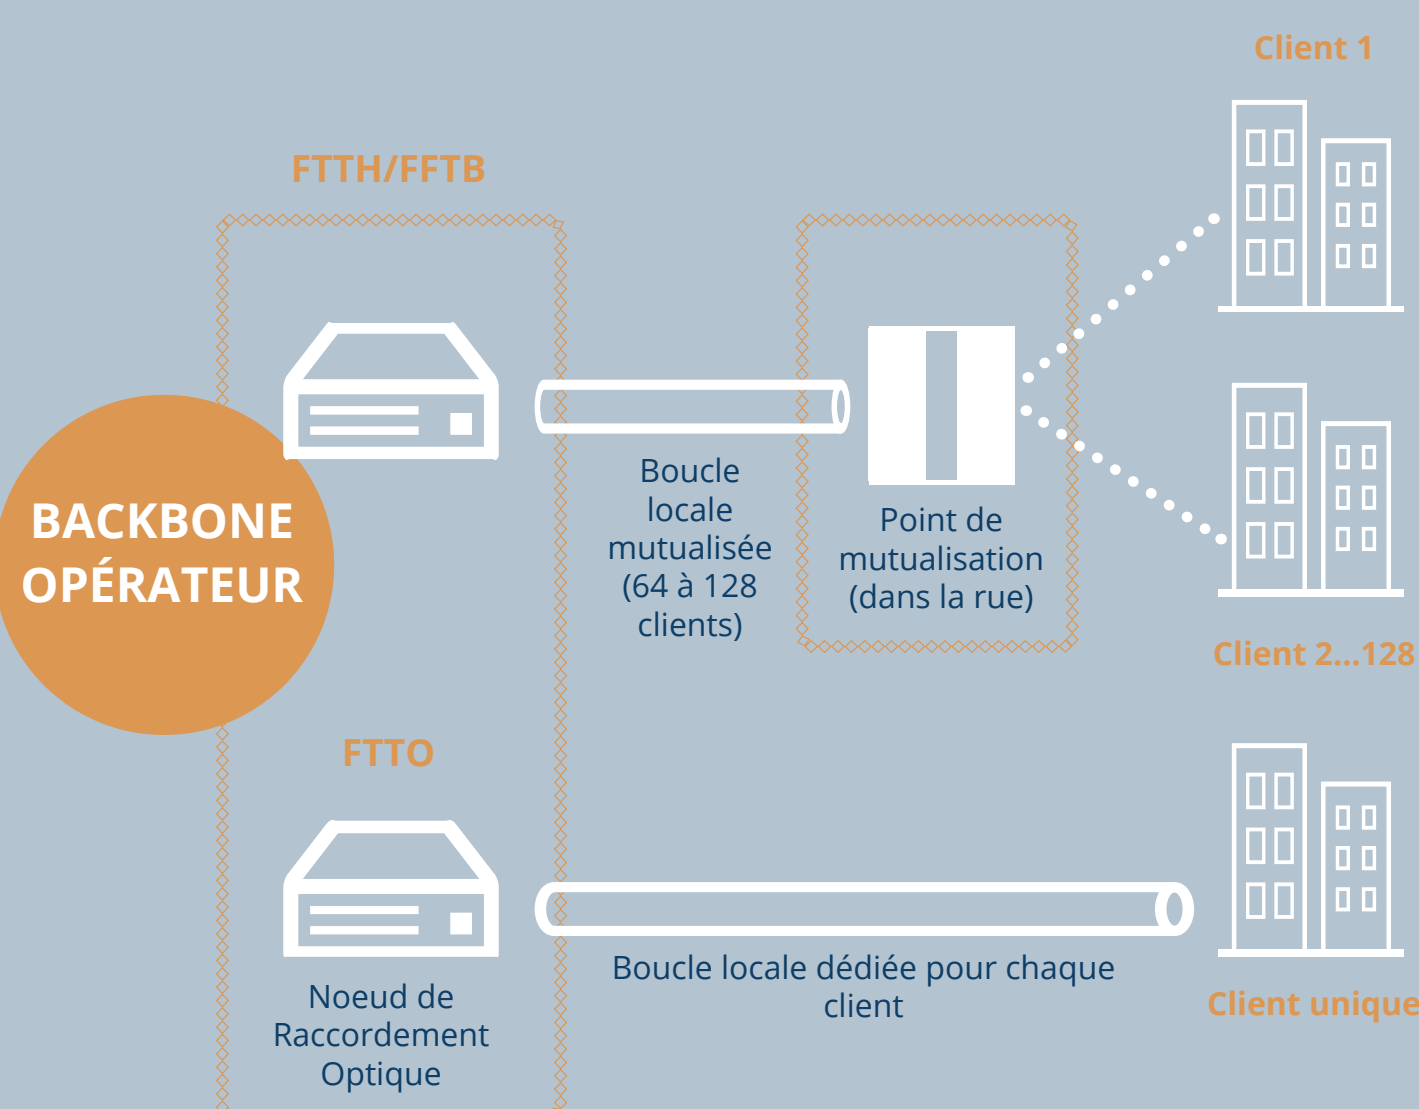 Client 1
FTTH/FFTB
BACKBONE
OPÉRATEUR
Boucle
locale
mutualisée
(64 à 128
clients)
Point de
mutualisation
(dans la rue)
Client 2...128
FTTO
Noeud de
Raccordement
Optique
Boucle locale dédiée pour chaque
client
Client unique